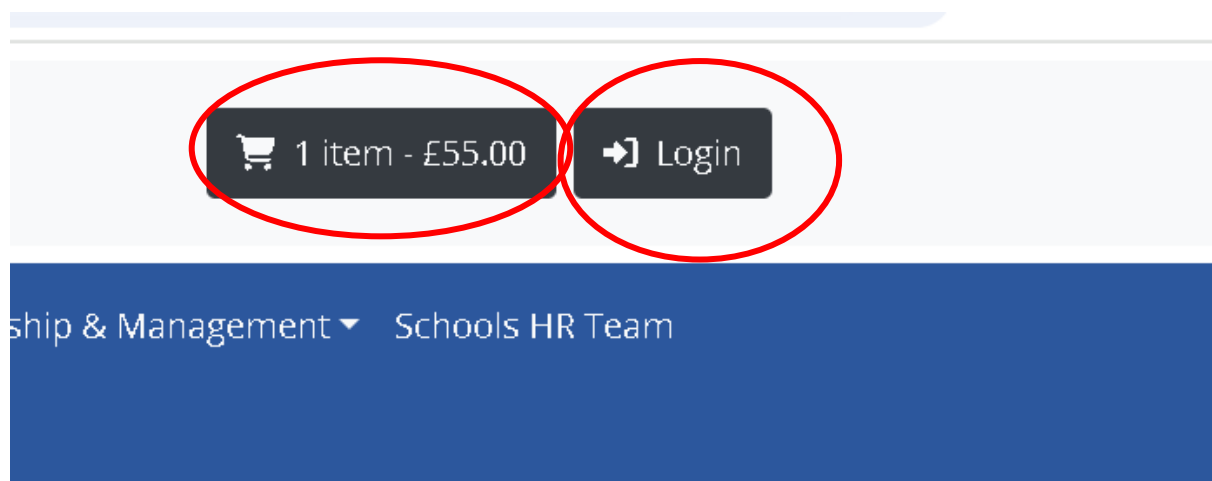 1 item - £55.00 Login
ship & Management Schools HR Team